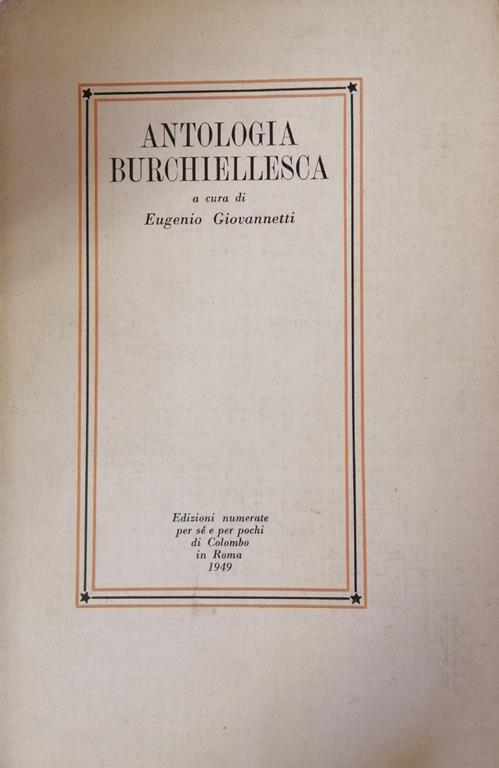 ANTOLOGIA
BURCHIELLESCA
a cura di
Eugenio Giovannetti
Edizioni numerate
per sé e per pochi
di Colombo
in Roma
1949